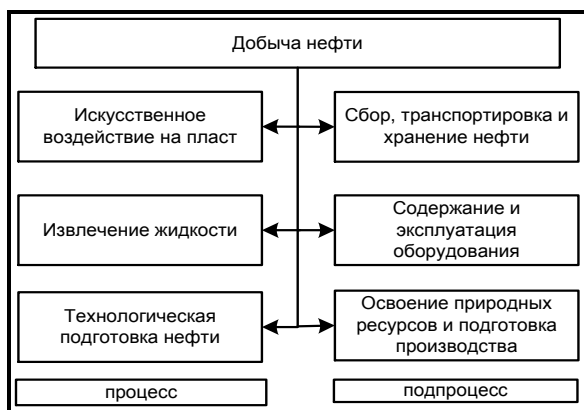 Добыча нефти
Искусственное
воздействие на пласт
Сбор, транспортировка и
хранение нефти
Извлечение жидкости
Содержание и
эксплуатация
оборудования
Технологическая
подготовка нефти
Освоение природных
ресурсов и подготовка
производства
процесс
подпроцесс